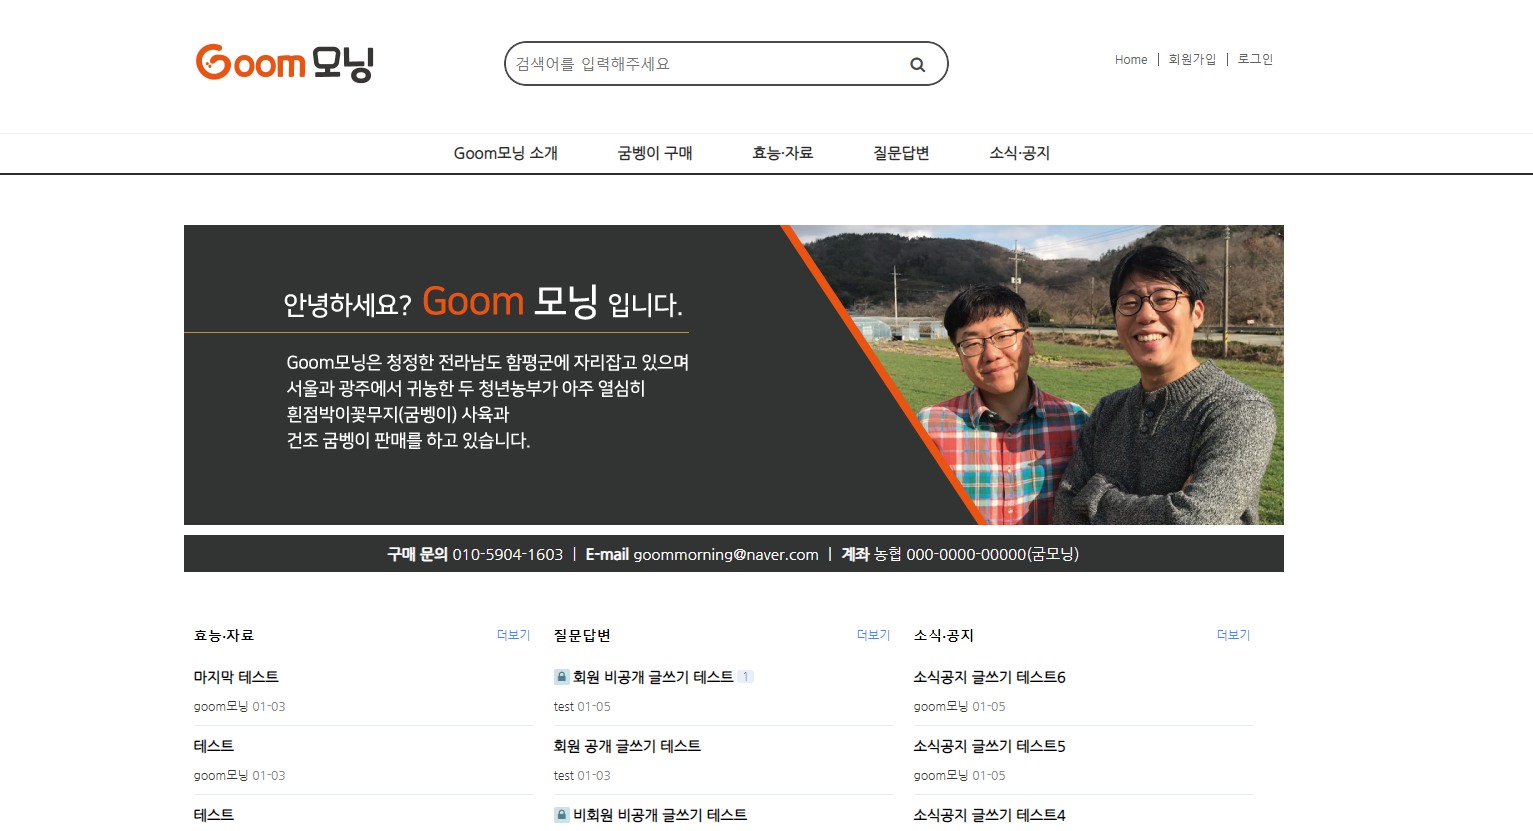 Goom 모닝
검색어를 입력해주세요
Home | 회원가입 | 로그인
Goom모닝 소개 굼벵이 구매 효능·자료 질문답변 소식·공지
안녕하세요? Goom 모닝 입니다.
Goom모닝은 청정한 전라남도 함평군에 자리잡고 있으며
서울과 광주에서 귀농한 두 청년농부가 아주 열심히
흰점박이꽃무지(굼벵이) 사육과
건조 굼벵이 판매를 하고 있습니다.
구매 문의 010-5904-1603 | E-mail goommorning@naver.com | 계좌 농협 000-0000-00000(굼모닝)
효능·자료 더보기
마지막 테스트
goom모닝 01-03
테스트
goom모닝 01-03
테스트
질문답변 더보기
회원 비공개 글쓰기 테스트 1
test 01-05
회원 공개 글쓰기 테스트
test 01-03
비회원 비공개 글쓰기 테스트
소식·공지 더보기
소식공지 글쓰기 테스트6
goom모닝 01-05
소식공지 글쓰기 테스트5
goom모닝 01-05
소식공지 글쓰기 테스트4